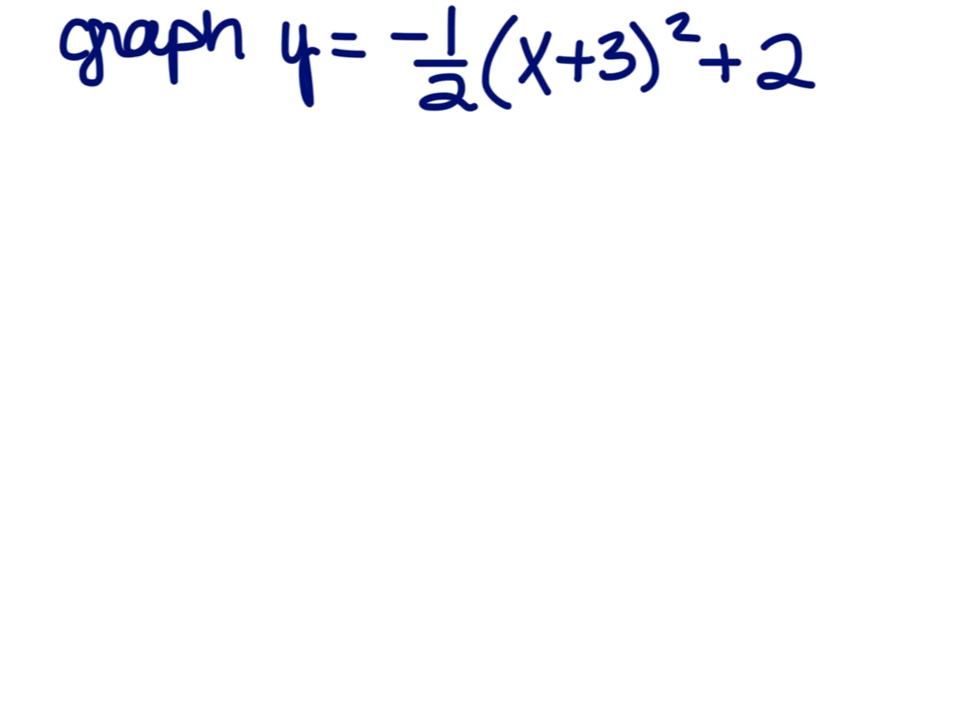 graph y = -1/2 (x+3)² + 2